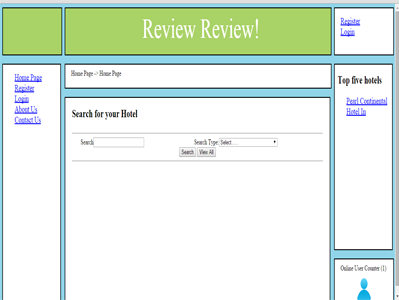 Review Review!
Register
Login
Home Page
Register
Login
About Us
Contact Us
Home Page -> Home Page
Search for your Hotel
Search
Search Type: Select .....
Search View All
Top five hotels
Pearl Continental
Hotel In
Online User Counter (1)